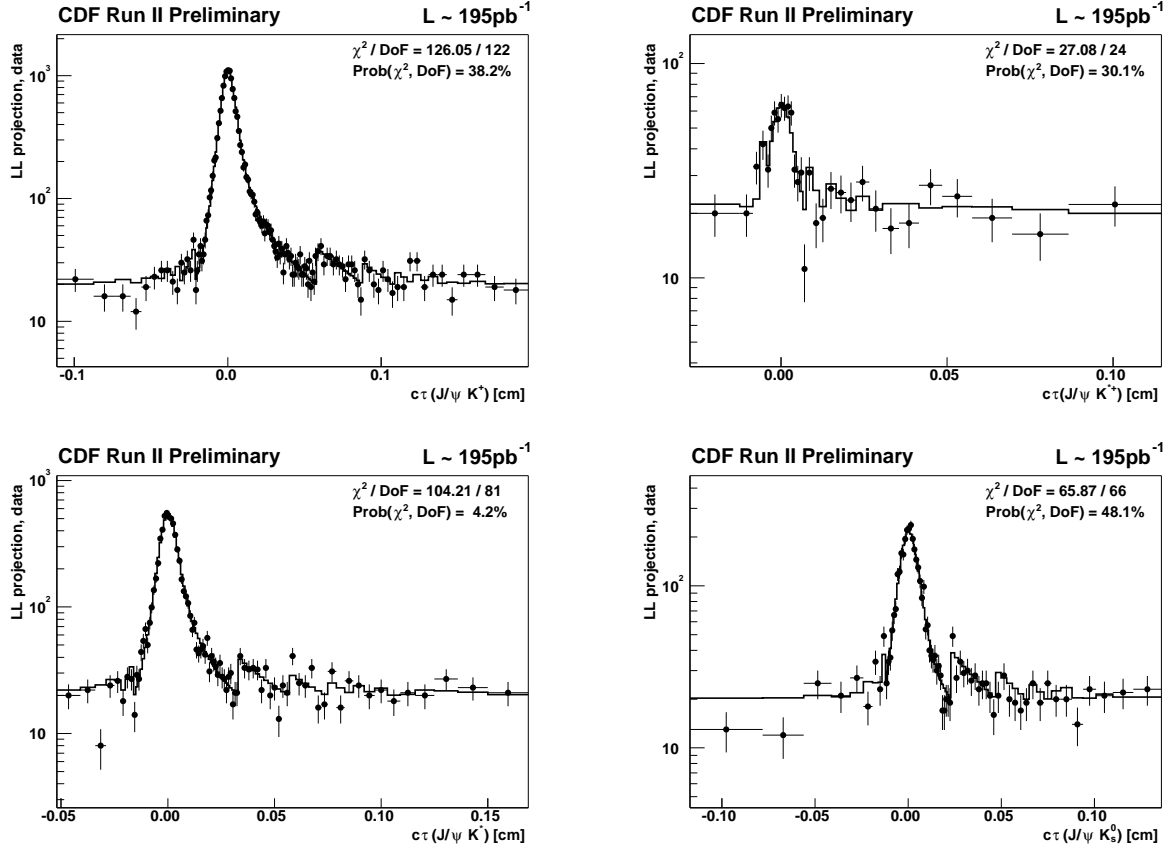 CDF Run II Preliminary L ~ 195pb⁻¹
χ² / DoF = 126.05 / 122
Prob(χ², DoF) = 38.2%
LL projection, data
10³
10²
10
-0.1 0.0 0.1
cτ (J/ψ K⁺) [cm]
CDF Run II Preliminary L ~ 195pb⁻¹
χ² / DoF = 27.08 / 24
Prob(χ², DoF) = 30.1%
LL projection, data
10²
10
0.00 0.05 0.10
cτ (J/ψ K*⁺) [cm]
CDF Run II Preliminary L ~ 195pb⁻¹
χ² / DoF = 104.21 / 81
Prob(χ², DoF) = 4.2%
LL projection, data
10³
10²
10
-0.05 0.00 0.05 0.10 0.15
cτ (J/ψ K*) [cm]
CDF Run II Preliminary L ~ 195pb⁻¹
χ² / DoF = 65.87 / 66
Prob(χ², DoF) = 48.1%
LL projection, data
10²
10
-0.10 -0.05 0.00 0.05 0.10
cτ (J/ψ K⁰ₛ) [cm]